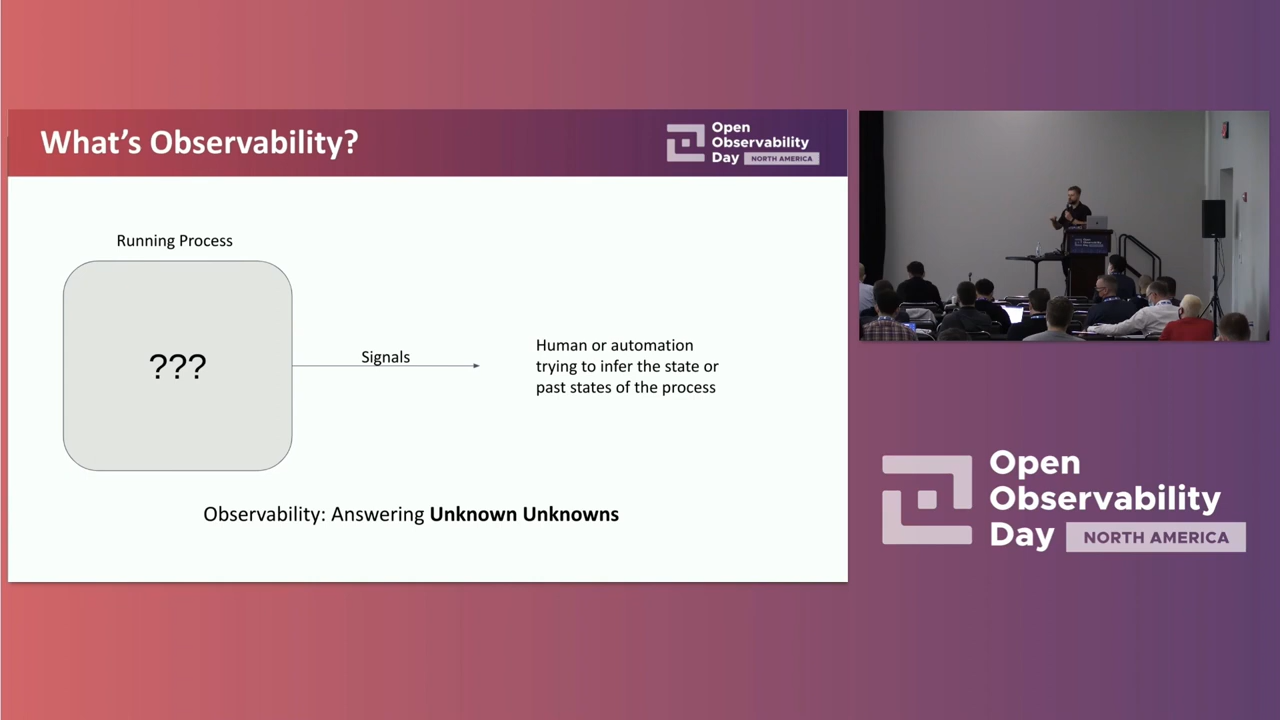 What's Observability?
Open
Observability
Day NORTH AMERICA
Running Process
???
Signals
Human or automation
trying to infer the state or
past states of the process
Observability: Answering Unknown Unknowns
Open
Observability
Day NORTH AMERICA